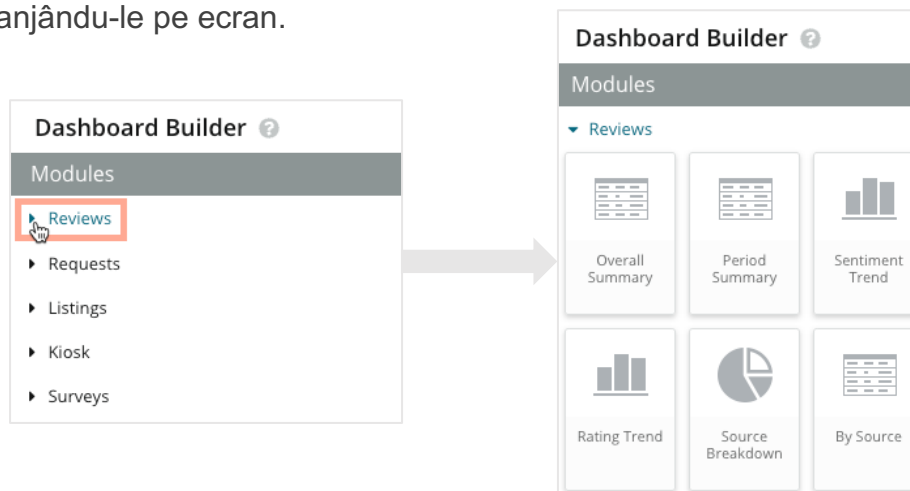 anjându-le pe ecran.
Dashboard Builder ?
Modules
Reviews
Requests
Listings
Kiosk
Surveys
Dashboard Builder ?
Modules
Reviews
Overall
Summary
Period
Summary
Sentiment
Trend
Rating Trend
Source
Breakdown
By Source